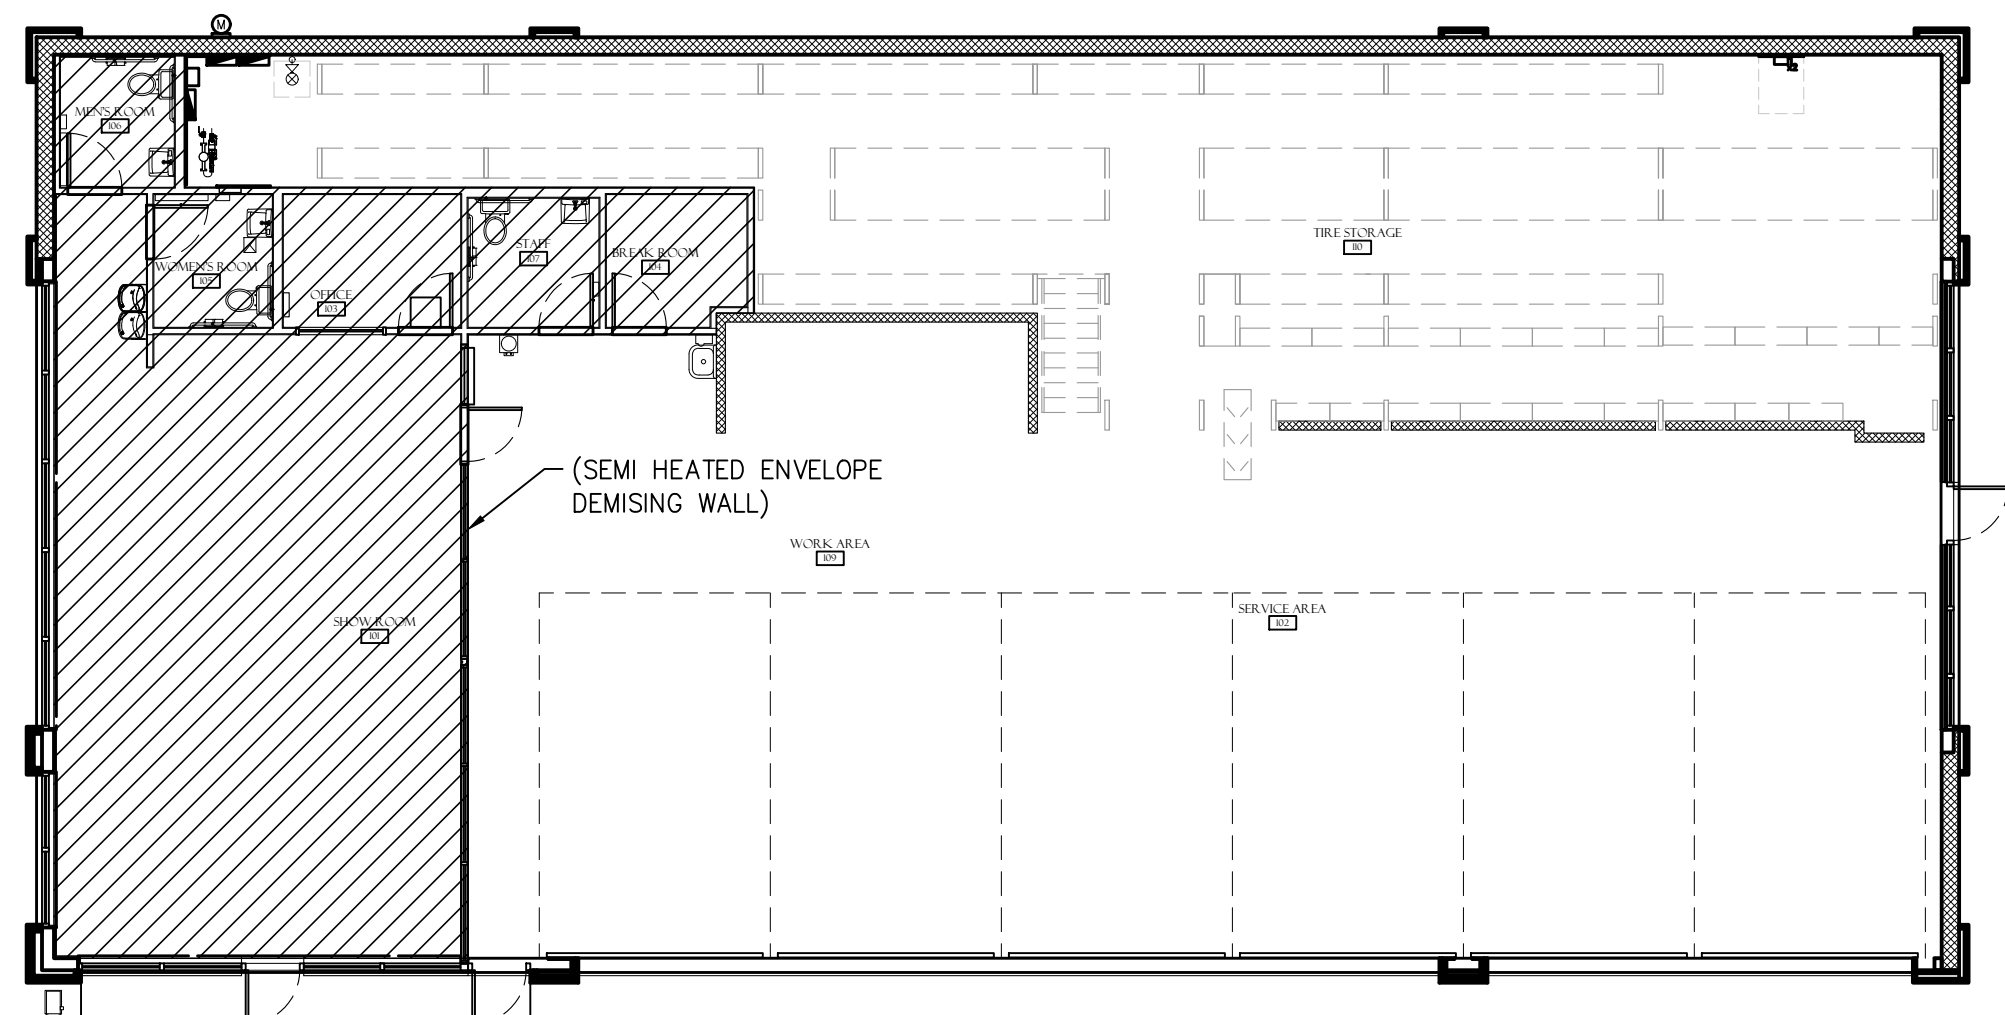 M
MEN'S ROOM
106
WOMEN'S ROOM
105
OFFICE
103
STAFF
107
BREAK ROOM
104
TIRE STORAGE
110
(SEMI HEATED ENVELOPE
DEMISING WALL)
WORK AREA
109
SERVICE AREA
102
SHOW ROOM
101